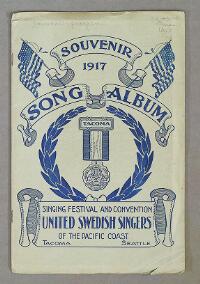 SOUVENIR
1917
SONG ALBUM
TACOMA
SINGING FESTIVAL AND CONVENTION
UNITED SWEDISH SINGERS
OF THE PACIFIC COAST
TACOMA SEATTLE